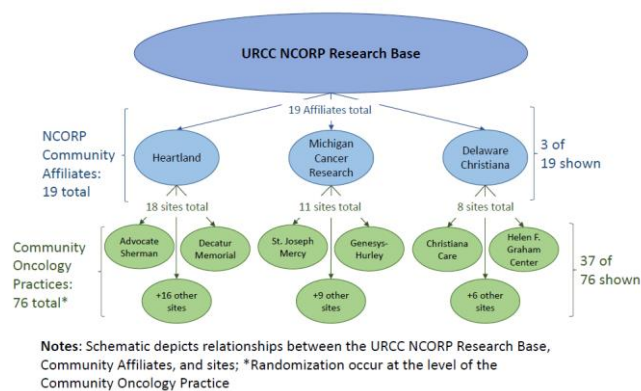 URCC NCORP Research Base
19 Affiliates total
NCORP
Community
Affiliates:
19 total
Heartland
Michigan
Cancer
Research
Delaware
Christiana
3 of
19 shown
18 sites total
11 sites total
8 sites total
Community
Oncology
Practices:
76 total*
Advocate
Sherman
Decatur
Memorial
St. Joseph
Mercy
Genesys-
Hurley
Christiana
Care
Helen F.
Graham
Center
37 of
76 shown
+16 other
sites
+9 other
sites
+6 other
sites
Notes: Schematic depicts relationships between the URCC NCORP Research Base,
Community Affiliates, and sites; *Randomization occur at the level of the
Community Oncology Practice